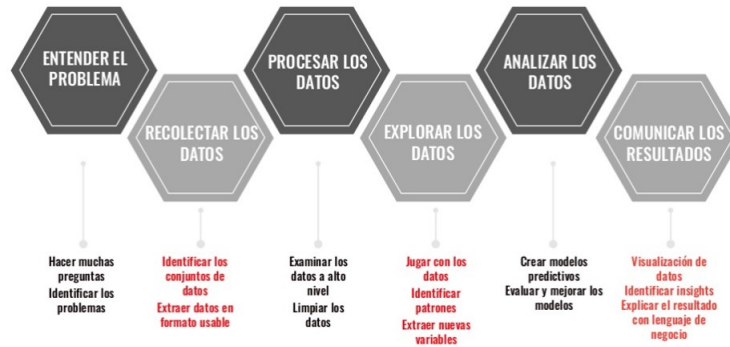 ENTENDER EL
PROBLEMA
RECOLECTAR LOS
DATOS
PROCESAR LOS
DATOS
EXPLORAR LOS
DATOS
ANALIZAR LOS
DATOS
COMUNICAR LOS
RESULTADOS
Hacer muchas
preguntas
Identificar los
problemas
Identificar los
conjuntos de
datos
Extraer datos en
formato usable
Examinar los
datos a alto
nivel
Limpiar los
datos
Jugar con los
datos
Identificar
patrones
Extraer nuevas
variables
Crear modelos
predictivos
Evaluar y mejorar los
modelos
Visualización de
datos
Identificar insights
Explicar el resultado
con lenguaje de
negocio